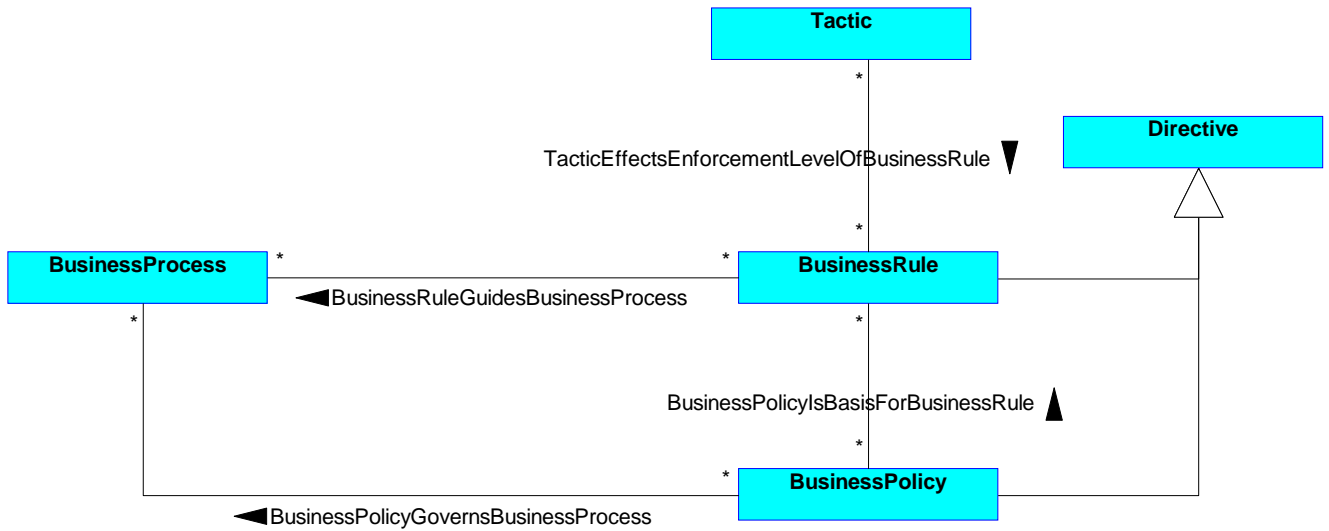 Tactic
*
Directive
TacticEffectsEnforcementLevelOfBusinessRule
*
BusinessProcess
*
*
BusinessRule
BusinessRuleGuidesBusinessProcess
*
*
BusinessPolicyIsBasisForBusinessRule
*
*
BusinessPolicy
BusinessPolicyGovernsBusinessProcess